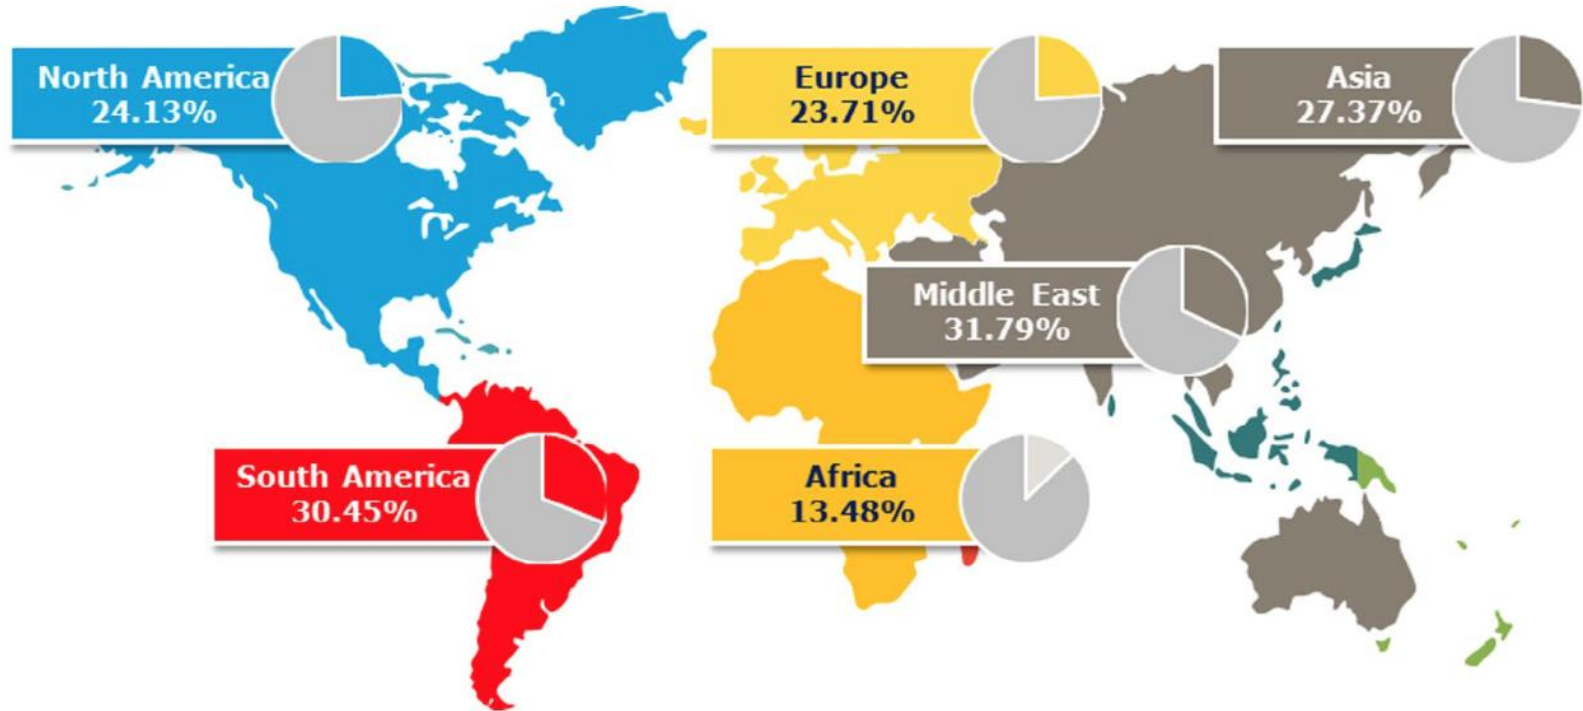 North America
24.13%
Europe
23.71%
Asia
27.37%
Middle East
31.79%
South America
30.45%
Africa
13.48%